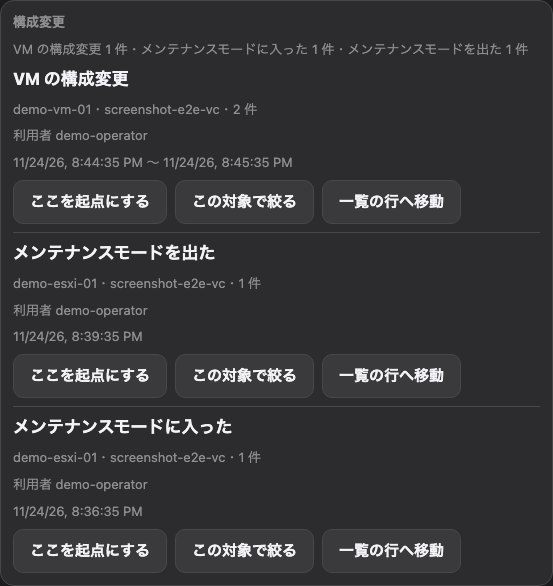 構成変更
VM の構成変更 1 件・メンテナンスモードに入った 1 件・メンテナンスモードを出た 1 件
VM の構成変更
demo-vm-01・screenshot-e2e-vc・2 件
利用者 demo-operator
11/24/26, 8:44:35 PM 〜 11/24/26, 8:45:35 PM
ここを起点にする この対象で絞る 一覧の行へ移動
メンテナンスモードを出た
demo-esxi-01・screenshot-e2e-vc・1 件
利用者 demo-operator
11/24/26, 8:39:35 PM
ここを起点にする この対象で絞る 一覧の行へ移動
メンテナンスモードに入った
demo-esxi-01・screenshot-e2e-vc・1 件
利用者 demo-operator
11/24/26, 8:36:35 PM
ここを起点にする この対象で絞る 一覧の行へ移動